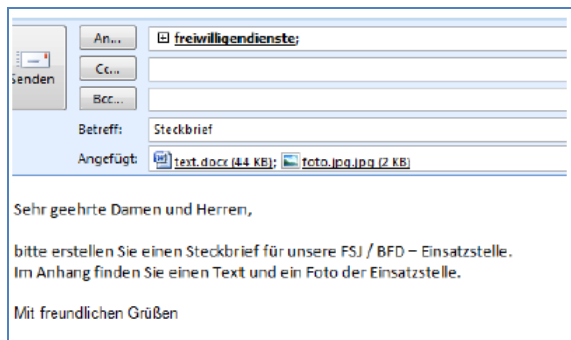 An...
freiwilligendienste;
Senden
Cc...
Bcc...
Betreff: Steckbrief
Angefügt: text.docx (44 KB); foto.jpg.jpg (2 KB)
Sehr geehrte Damen und Herren,
bitte erstellen Sie einen Steckbrief für unsere FSJ / BFD – Einsatzstelle.
Im Anhang finden Sie einen Text und ein Foto der Einsatzstelle.
Mit freundlichen Grüßen